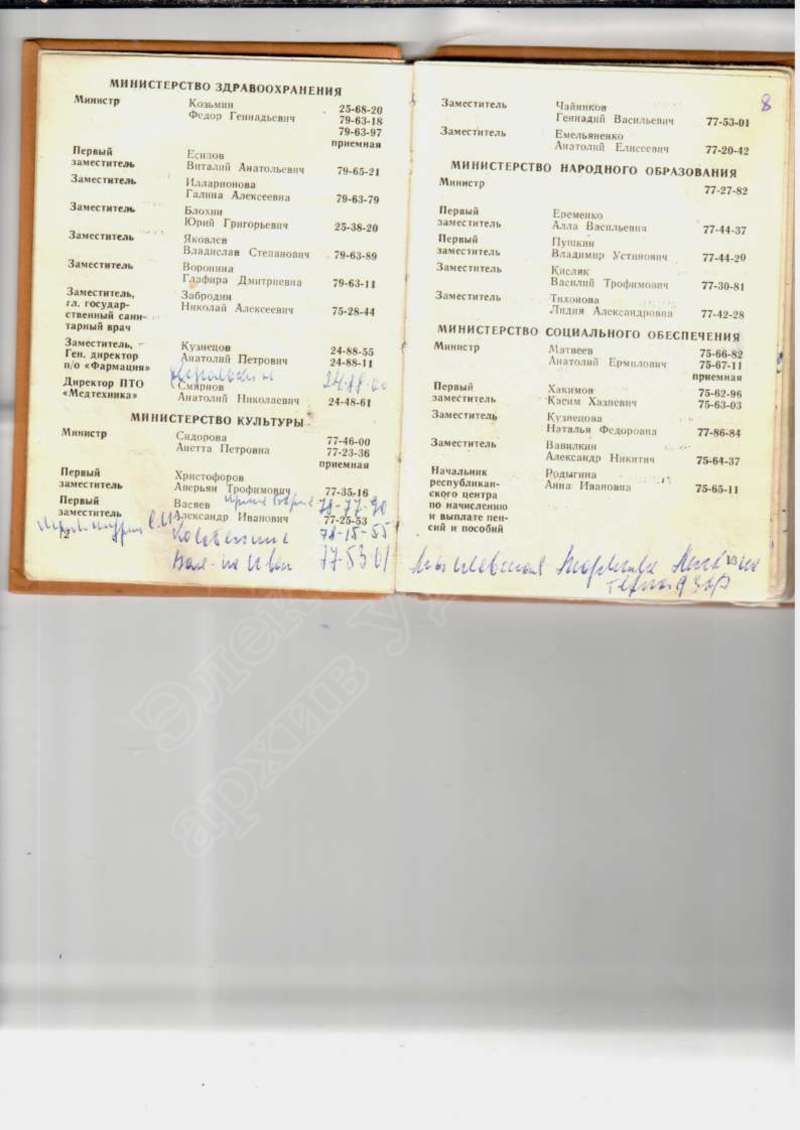 МИНИСТЕРСТВО ЗДРАВООХРАНЕНИЯ
Министр Козьмин 25-68-20
Федор Геннадьевич 79-63-18
79-63-97
приемная
Первый Есипов
заместитель Виталий Анатольевич 79-65-21
Заместитель Илларионова
Галина Алексеевна 79-63-79
Заместитель Блохин
Юрий Григорьевич 25-38-20
Заместитель Яковлев
Владислав Степанович 79-63-89
Заместитель Воронина
Глафира Дмитриевна 79-63-11
Заместитель, Забродин
гл. государ- Николай Алексеевич 75-28-44
ственный сани-
тарный врач
Заместитель, Кузнецов 24-88-55
Ген. директор Анатолий Петрович 24-88-11
п/о «Фармация»
Директор ПТО Смирнов
«Медтехника» Анатолий Николаевич 24-48-61
МИНИСТЕРСТВО КУЛЬТУРЫ
Министр Сидорова 77-46-00
Анетта Петровна 77-23-36
приемная
Первый Христофоров
заместитель Аверьян Трофимович 77-35-16
Первый Васяев 78-77-90
заместитель Александр Иванович 77-25-53
12 78-15-55
77-53 01
8
Заместитель Чайников
Геннадий Васильевич 77-53-01
Заместитель Емельяненко
Анатолий Елисеевич 77-20-42
МИНИСТЕРСТВО НАРОДНОГО ОБРАЗОВАНИЯ
Министр 77-27-82
Первый Еременко
заместитель Алла Васильевна 77-44-37
Первый Пушкин
заместитель Владимир Устинович 77-44-29
Заместитель Кисляк
Василий Трофимович 77-30-81
Заместитель Тихонова
Лидия Александровна 77-42-28
МИНИСТЕРСТВО СОЦИАЛЬНОГО ОБЕСПЕЧЕНИЯ
Министр Матвеев 75-66-82
Анатолий Ермилович 75-67-11
приемная
Первый Хакимов 75-62-96
заместитель Касим Хазиевич 75-63-03
Заместитель Кузнецова
Наталья Федоровна 77-86-84
Заместитель Вавилкин
Александр Никитич 75-64-37
Начальник Родыгина
республикан- Анна Ивановна 75-65-11
ского центра
по начислению
и выплате пен-
сий и пособий